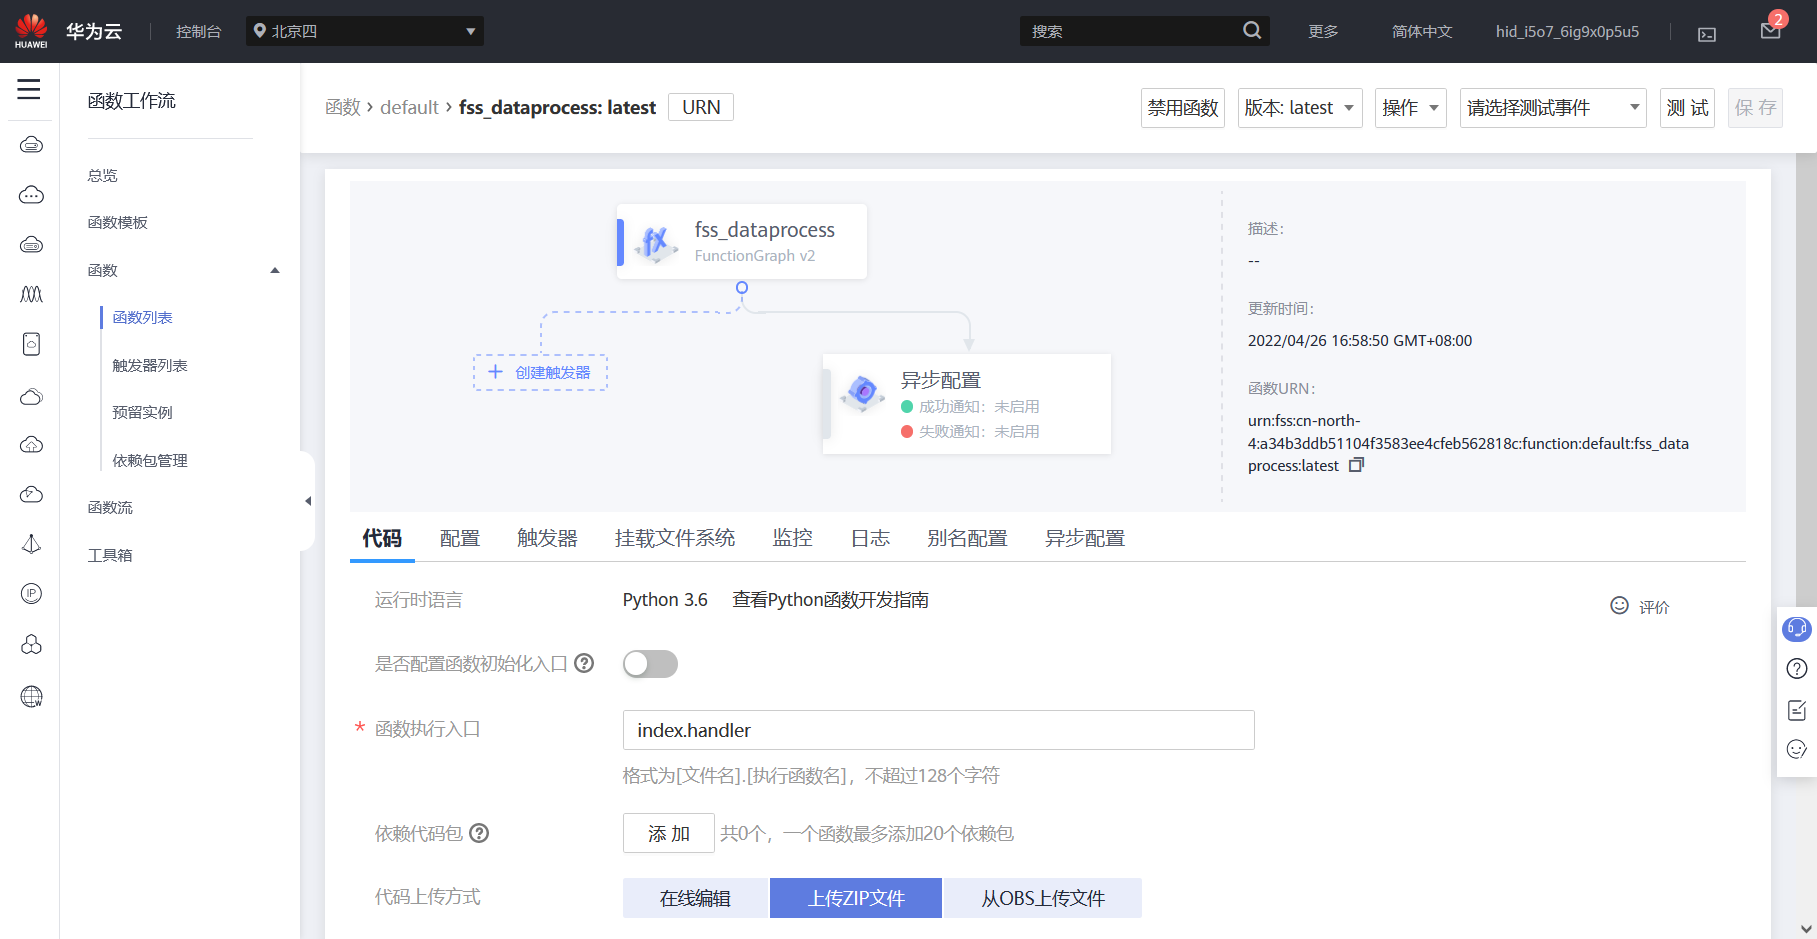 HUAWEI
华为云
控制台
北京四
搜索
更多
简体中文
hid_i5o7_6ig9x0p5u5
2
函数工作流
总览
函数模板
函数
函数列表
触发器列表
预留实例
依赖包管理
函数流
工具箱
函数 › default › fss_dataprocess: latest
URN
禁用函数
版本: latest
操作
请选择测试事件
测 试
保 存
fss_dataprocess
FunctionGraph v2
创建触发器
异步配置
成功通知：未启用
失败通知：未启用
描述：
--
更新时间：
2022/04/26 16:58:50 GMT+08:00
函数URN：
urn:fss:cn-north-
4:a34b3ddb51104f3583ee4cfeb562818c:function:default:fss_data
process:latest
代码 配置 触发器 挂载文件系统 监控 日志 别名配置 异步配置
运行时语言 Python 3.6 查看Python函数开发指南
评价
是否配置函数初始化入口
* 函数执行入口 index.handler
格式为[文件名].[执行函数名]，不超过128个字符
依赖代码包 添 加 共0个，一个函数最多添加20个依赖包
代码上传方式 在线编辑 上传ZIP文件 从OBS上传文件
IP
W